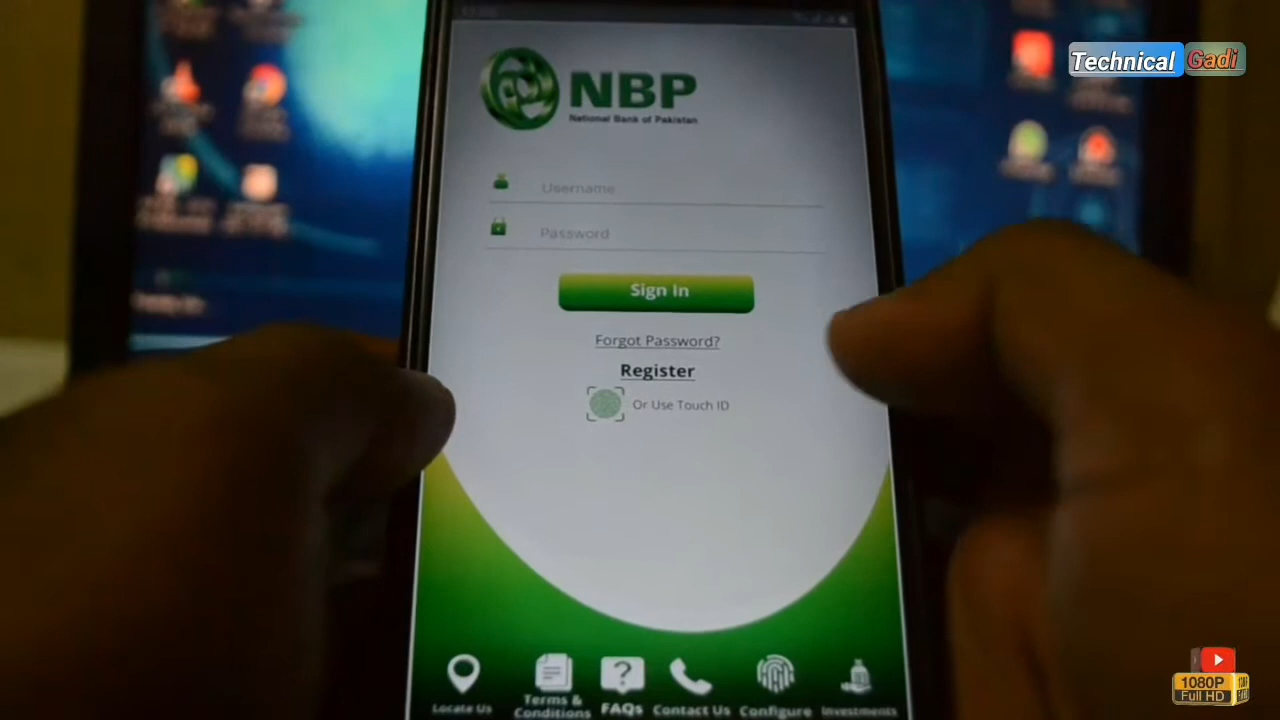 Technical Gadi
NBP
National Bank of Pakistan
Username
Password
Sign In
Forgot Password?
Register
Or Use Touch ID
Locate Us
Terms &
Conditions
FAQs
Contact Us
Configure
Investments
1080P
Full HD